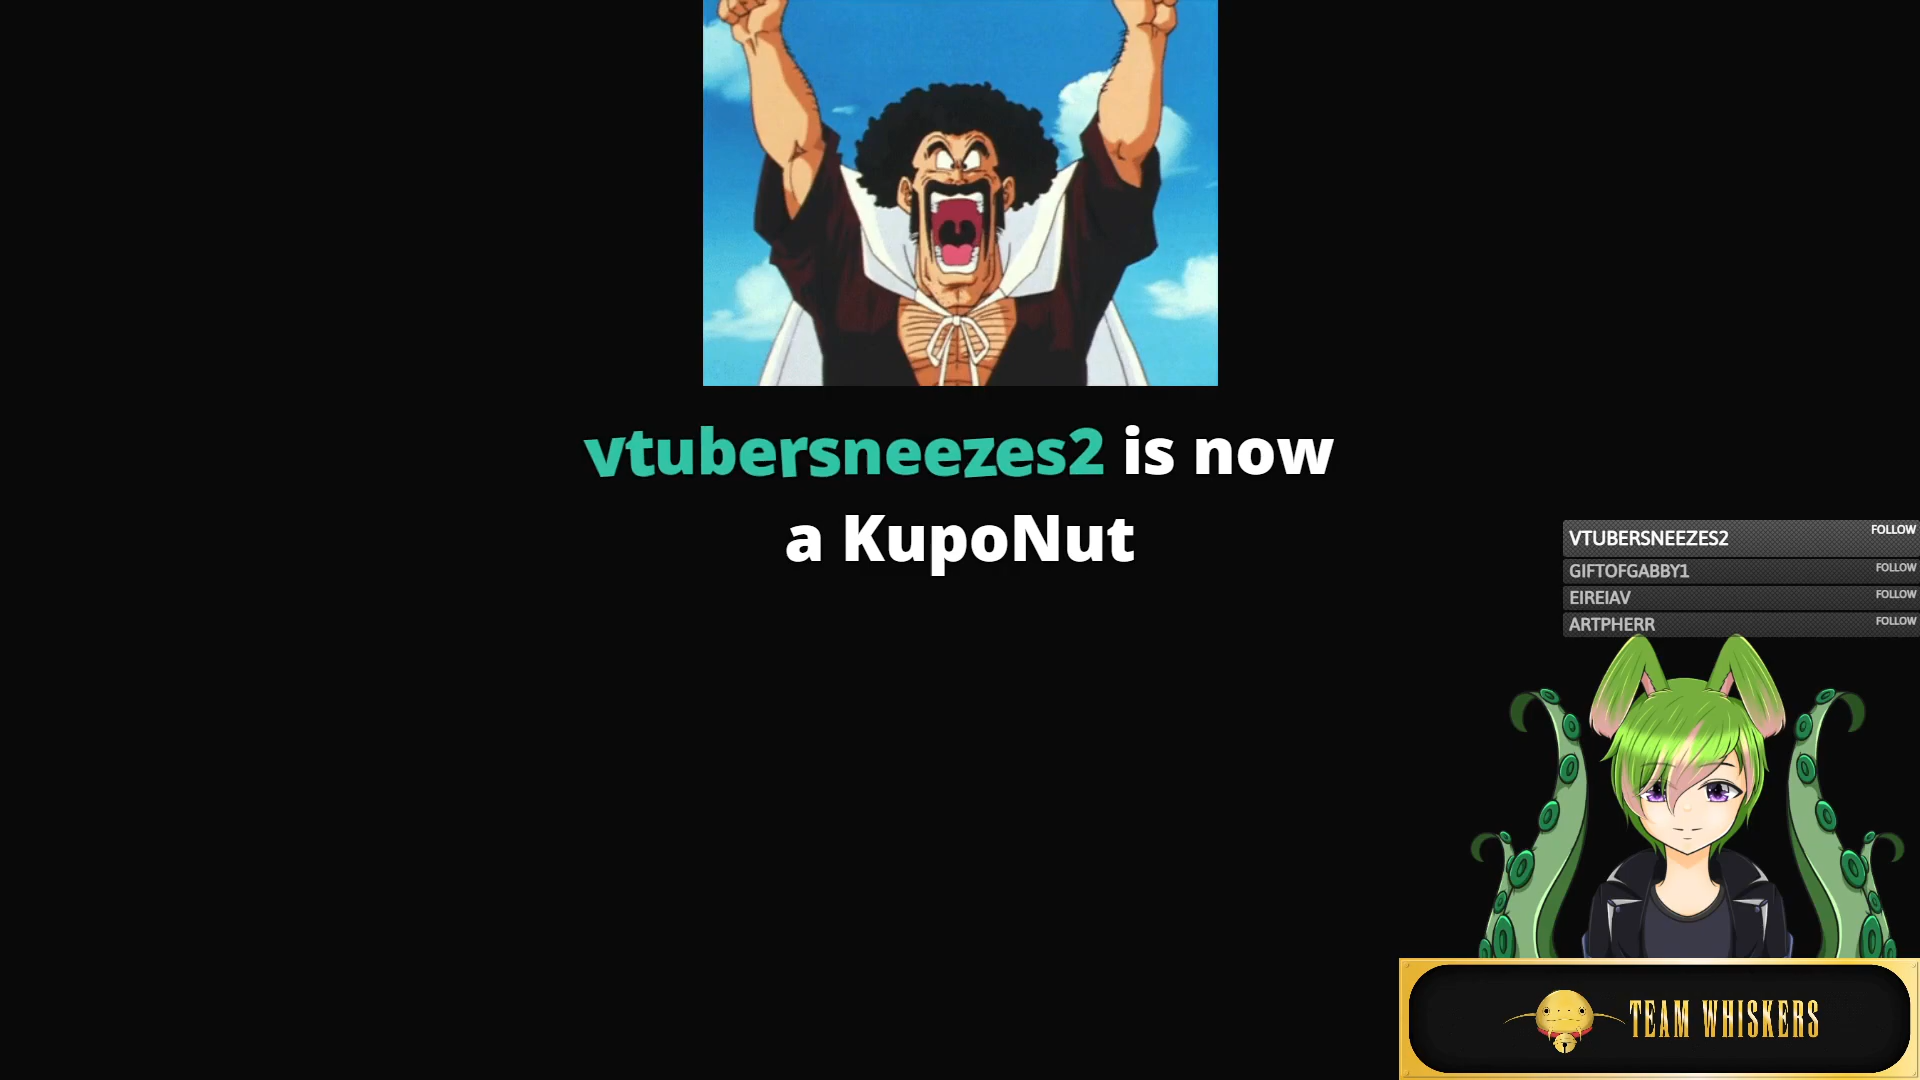 vtubersneezes2 is now
a KupoNut
VTUBERSNEEZES2 FOLLOW
GIFTOFGABBY1 FOLLOW
EIREIAV FOLLOW
ARTPHERR FOLLOW
TEAM WHISKERS